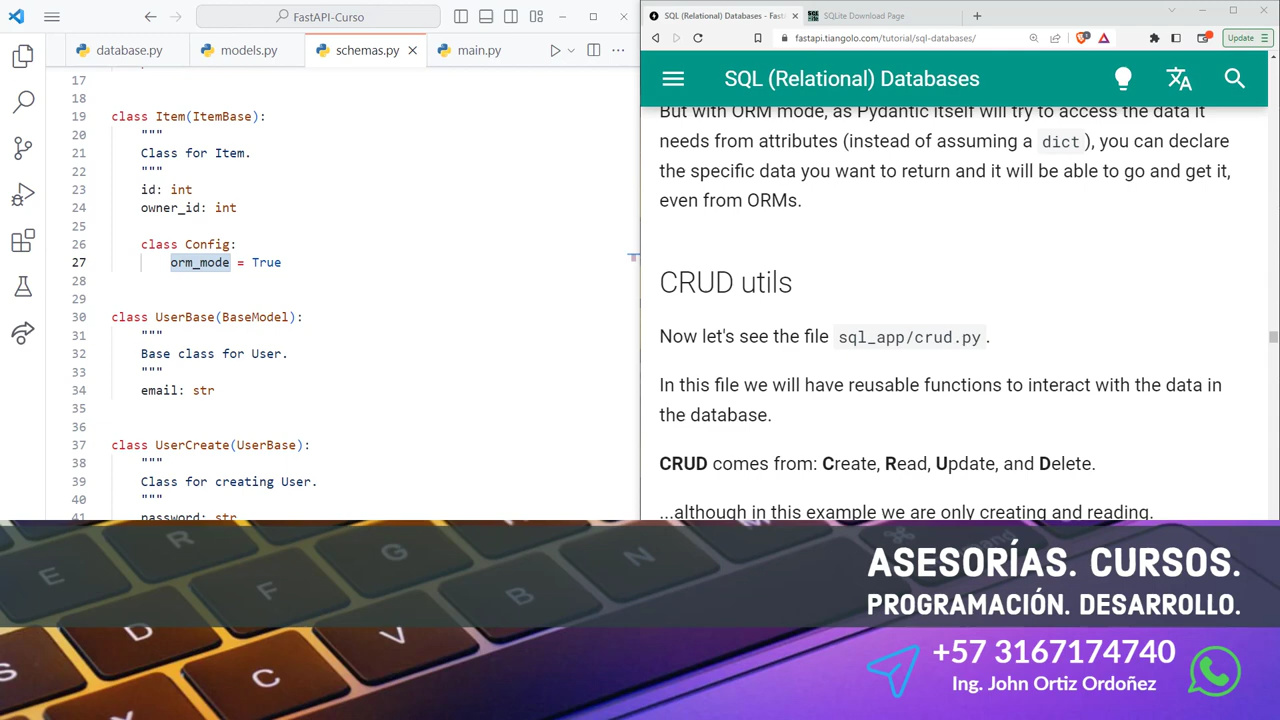 FastAPI-Curso
database.py
models.py
schemas.py
main.py
17
18
19 class Item(ItemBase):
20 """
21 Class for Item.
22 """
23 id: int
24 owner_id: int
25
26 class Config:
27 orm_mode = True
28
29
30 class UserBase(BaseModel):
31 """
32 Base class for User.
33 """
34 email: str
35
36
37 class UserCreate(UserBase):
38 """
39 Class for creating User.
40 """
41 password: str
SQL (Relational) Databases - Fast
SQLite Download Page
fastapi.tiangolo.com/tutorial/sql-databases/
Update
SQL (Relational) Databases
But with ORM mode, as Pydantic itself will try to access the data it
needs from attributes (instead of assuming a dict ), you can declare
the specific data you want to return and it will be able to go and get it,
even from ORMs.
CRUD utils
Now let's see the file sql_app/crud.py .
In this file we will have reusable functions to interact with the data in
the database.
CRUD comes from: Create, Read, Update, and Delete.
...although in this example we are only creating and reading.
ASESORÍAS. CURSOS.
PROGRAMACIÓN. DESARROLLO.
+57 3167174740
Ing. John Ortiz Ordoñez
E
R
F
G
N
B
D
V
C
S